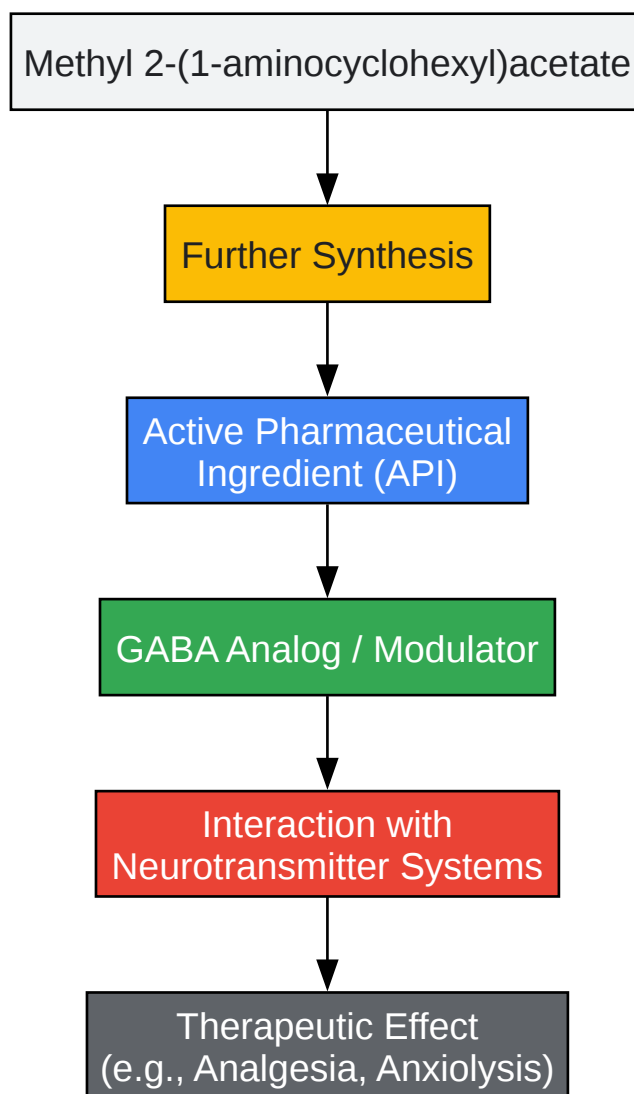 Methyl 2-(1-aminocyclohexyl)acetate
Further Synthesis
Active Pharmaceutical
Ingredient (API)
GABA Analog / Modulator
Interaction with
Neurotransmitter Systems
Therapeutic Effect
(e.g., Analgesia, Anxiolysis)